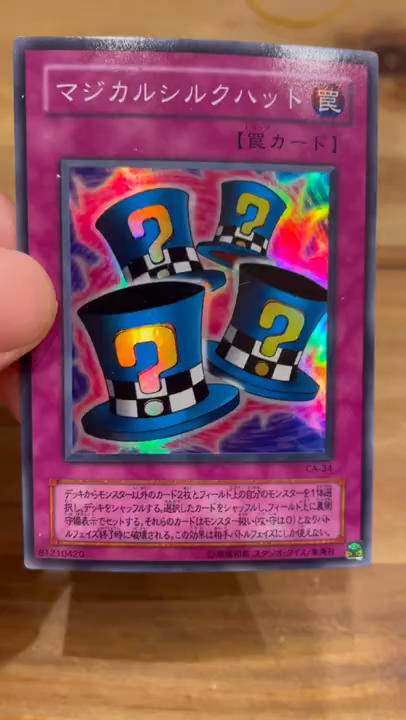 マジカルシルクハット 罠
【罠カード】
?
?
?
?
CA-34
デッキからモンスター以外のカード2枚とフィールド上の自分のモンスターを1体選
択し、デッキをシャッフルする。選択したカードをシャッフルし、フィールド上に裏側
守備表示でセットする。それらのカードはモンスター扱い(攻・守は0)となりバ
トルフェイズ終了時に破壊される。この効果は相手バトルフェイズにしか使えない。
81210420
©高橋和希 スタジオ・ダイス/集英社